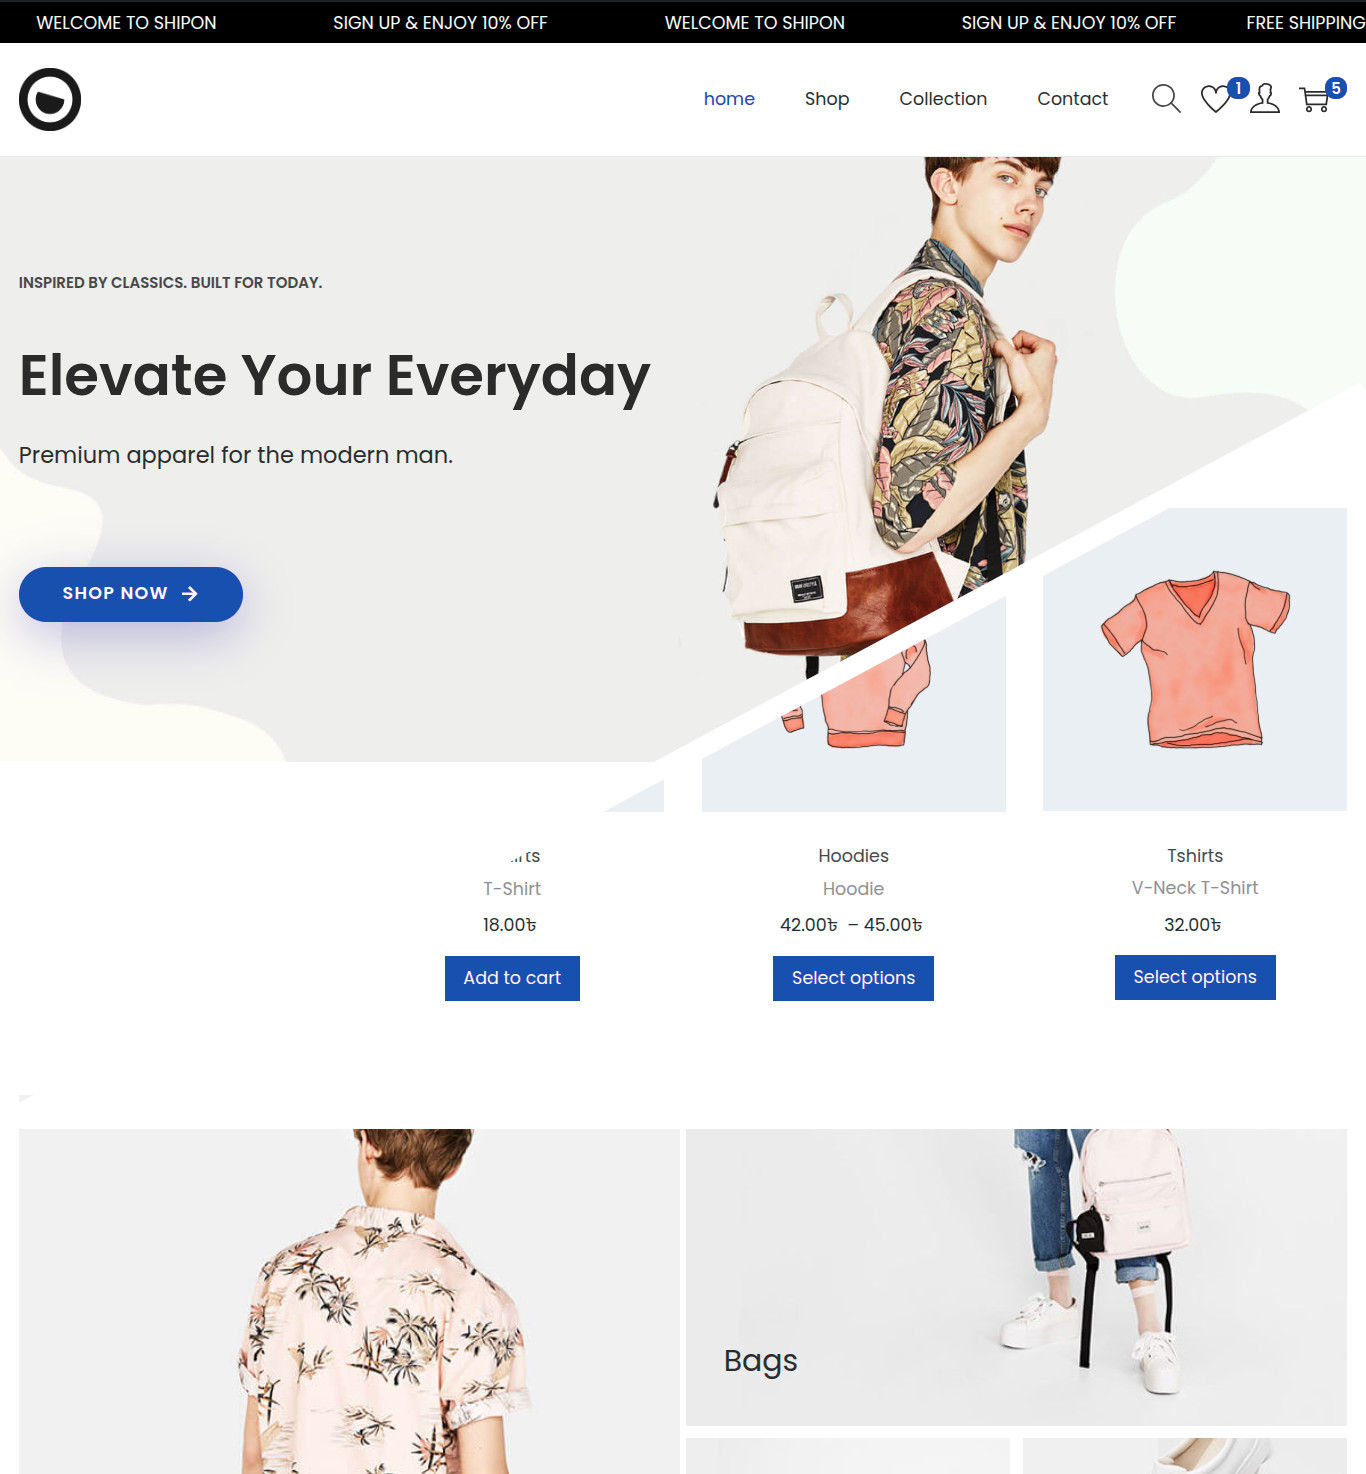 WELCOME TO SHIPON SIGN UP & ENJOY 10% OFF WELCOME TO SHIPON SIGN UP & ENJOY 10% OFF FREE SHIPPING
home Shop Collection Contact 1 5
INSPIRED BY CLASSICS. BUILT FOR TODAY.
Elevate Your Everyday
Premium apparel for the modern man.
SHOP NOW
Hoodies Tshirts
T-Shirt Hoodie V-Neck T-Shirt
18.00৳ 42.00৳ – 45.00৳ 32.00৳
Add to cart Select options Select options
Bags